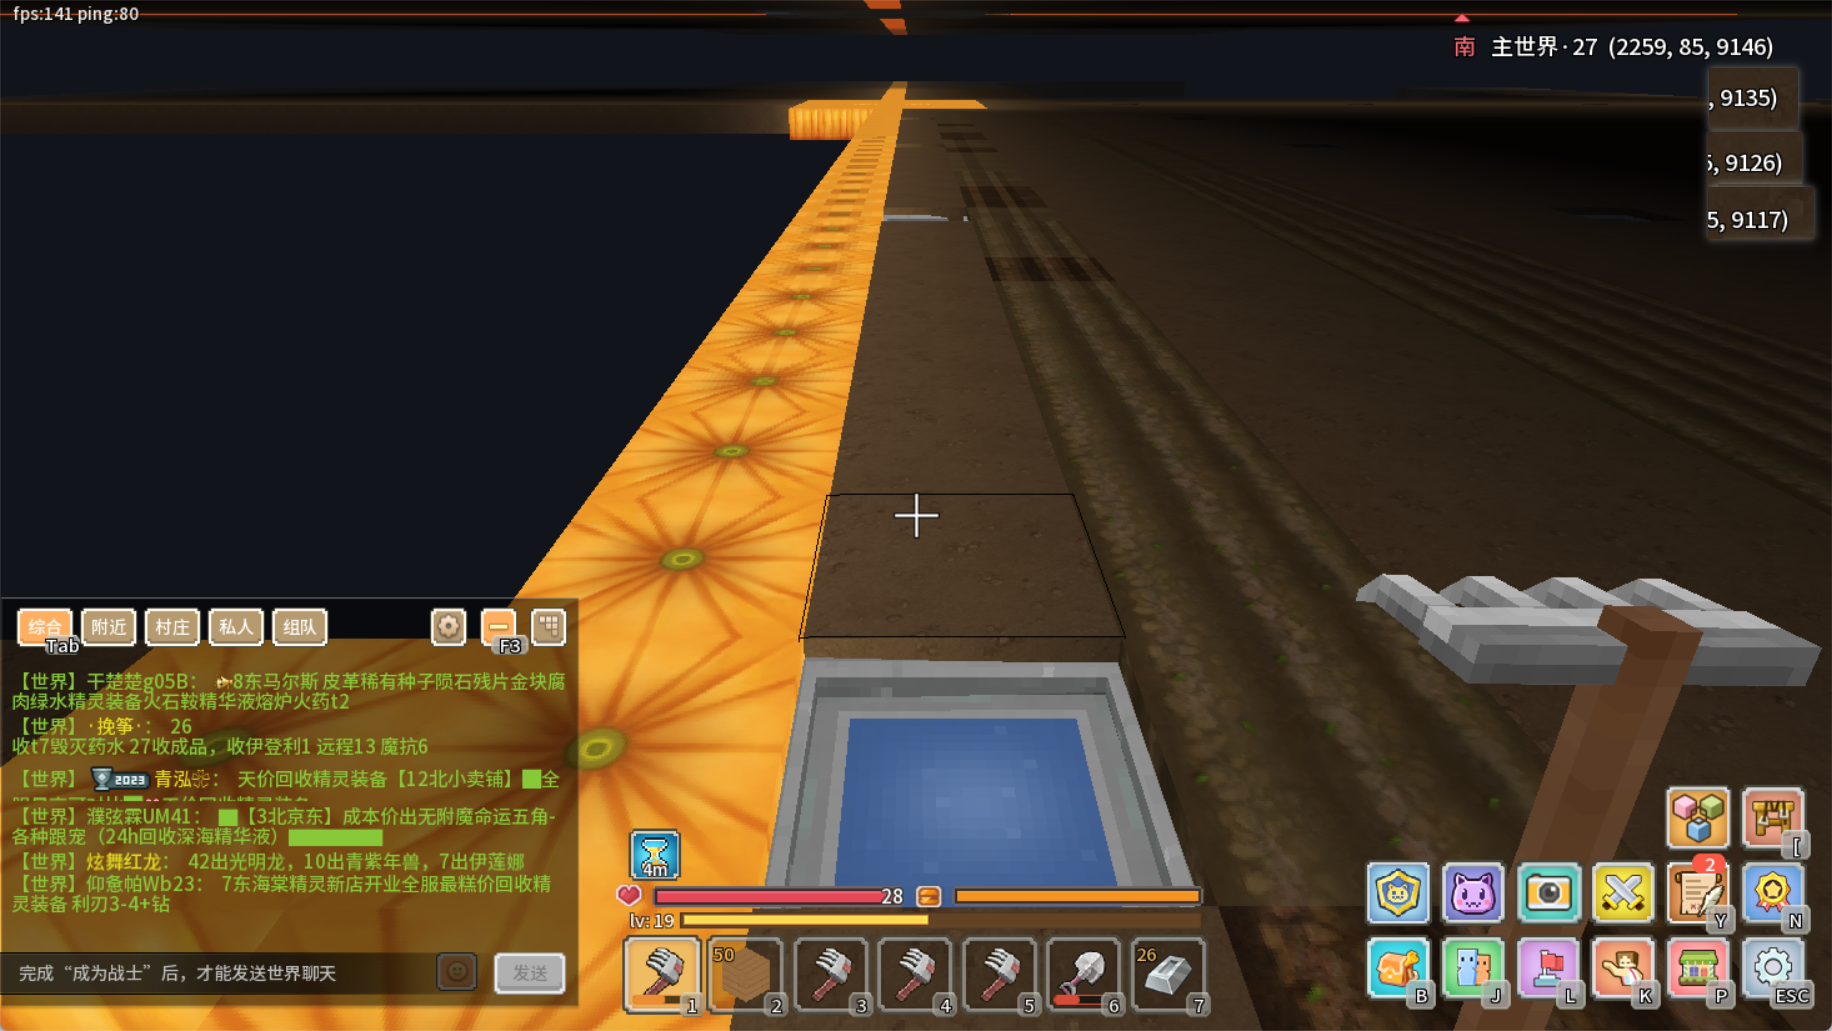 fps:141 ping:80
南 主世界·27 (2259, 85, 9146)
, 9135)
5, 9126)
5, 9117)
综合 附近 村庄 私人 组队
Tab
F3
【世界】干楚楚g05B： 8东马尔斯 皮革稀有种子陨石残片金块腐
肉绿水精灵装备火石鞍精华液熔炉火药t2
【世界】·挽筝·： 26
收t7毁灭药水 27收成品，收伊登利1 远程13 魔抗6
【世界】 2023 青泓： 天价回收精灵装备【12北小卖铺】 全
【世界】濮弦霖UM41： 【3北京东】成本价出无附魔命运五角-
各种跟宠（24h回收深海精华液）
【世界】炫舞红龙： 42出光明龙，10出青紫年兽，7出伊莲娜
【世界】仰惫帕Wb23： 7东海棠精灵新店开业全服最糕价回收精
灵装备 利刃3-4+钻
完成“成为战士”后，才能发送世界聊天
发送
4m
28
lv:19
1
50
2
3
4
5
6
26
7
[
2
Y
N
B
J
L
K
P
ESC